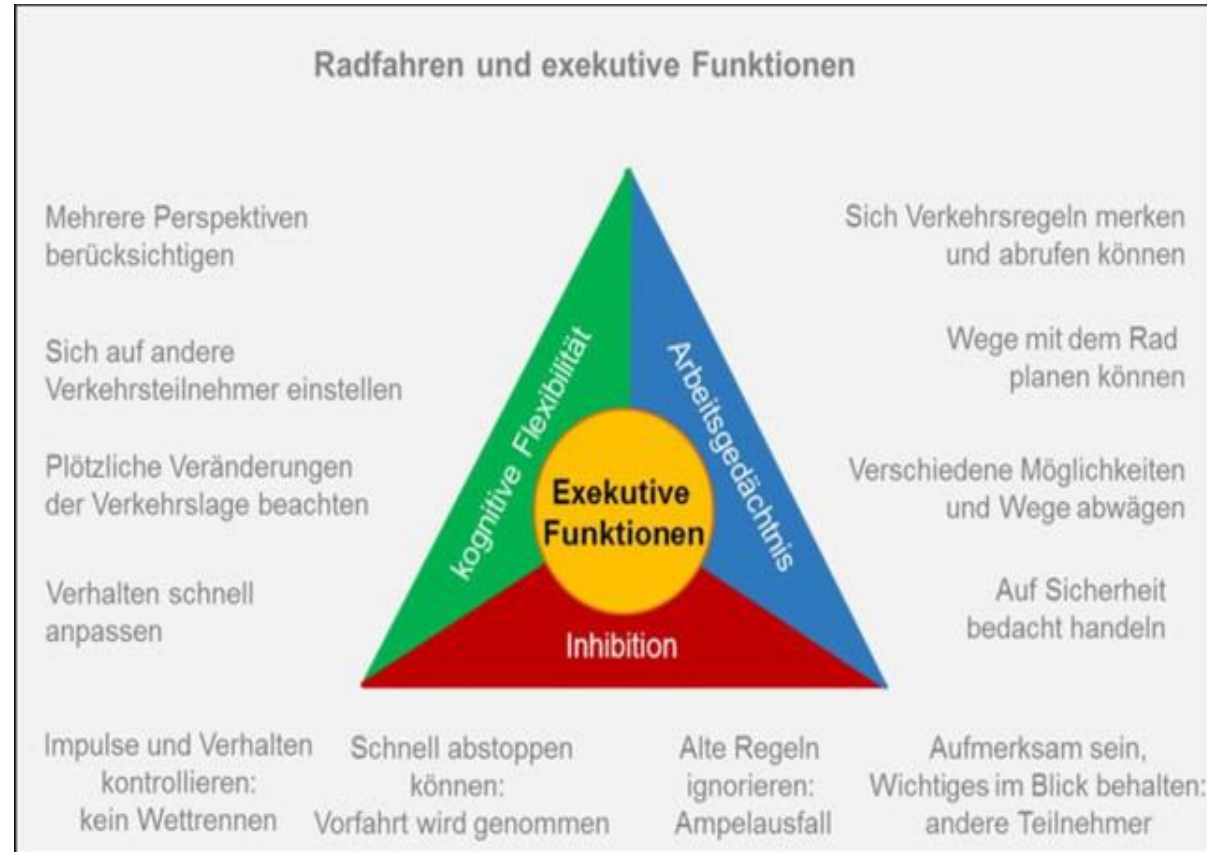 Radfahren und exekutive Funktionen
Mehrere Perspektiven
berücksichtigen
Sich auf andere
Verkehrsteilnehmer einstellen
Plötzliche Veränderungen
der Verkehrslage beachten
Verhalten schnell
anpassen
kognitive Flexibilität
Arbeitsgedächtnis
Exekutive
Funktionen
Inhibition
Sich Verkehrsregeln merken
und abrufen können
Wege mit dem Rad
planen können
Verschiedene Möglichkeiten
und Wege abwägen
Auf Sicherheit
bedacht handeln
Impulse und Verhalten
kontrollieren:
kein Wettrennen
Schnell abstoppen
können:
Vorfahrt wird genommen
Alte Regeln
ignorieren:
Ampelausfall
Aufmerksam sein,
Wichtiges im Blick behalten:
andere Teilnehmer